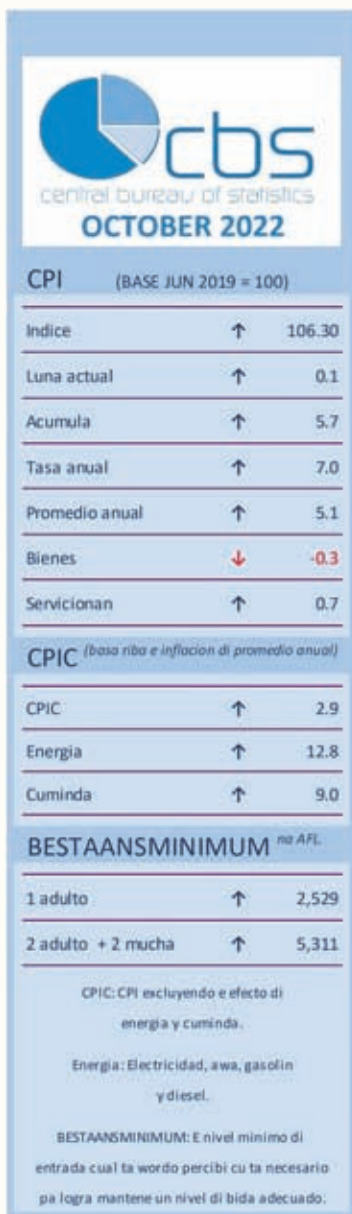 cbs
central bureau of statistics
OCTOBER 2022
CPI (BASE JUN 2019 = 100)
Indice ↑ 106.30
Luna actual ↑ 0.1
Acumula ↑ 5.7
Tasa anual ↑ 7.0
Promedio anual ↑ 5.1
Bienes ↓ -0.3
Servicionan ↑ 0.7
CPIC (basa riba e inflacion di promedio anual)
CPIC ↑ 2.9
Energia ↑ 12.8
Cuminda ↑ 9.0
BESTAANSMINIMUM na AFL.
1 adulto ↑ 2,529
2 adulto + 2 mucha ↑ 5,311
CPIC: CPI excluyendo e efecto di
energia y cuminda.
Energia: Electricidad, awa, gasolin
y diesel.
BESTAANSMINIMUM: E nivel minimo di
entrada cual ta wordo percibi cu ta necesario
pa logra mantene un nivel di bida adecuado.